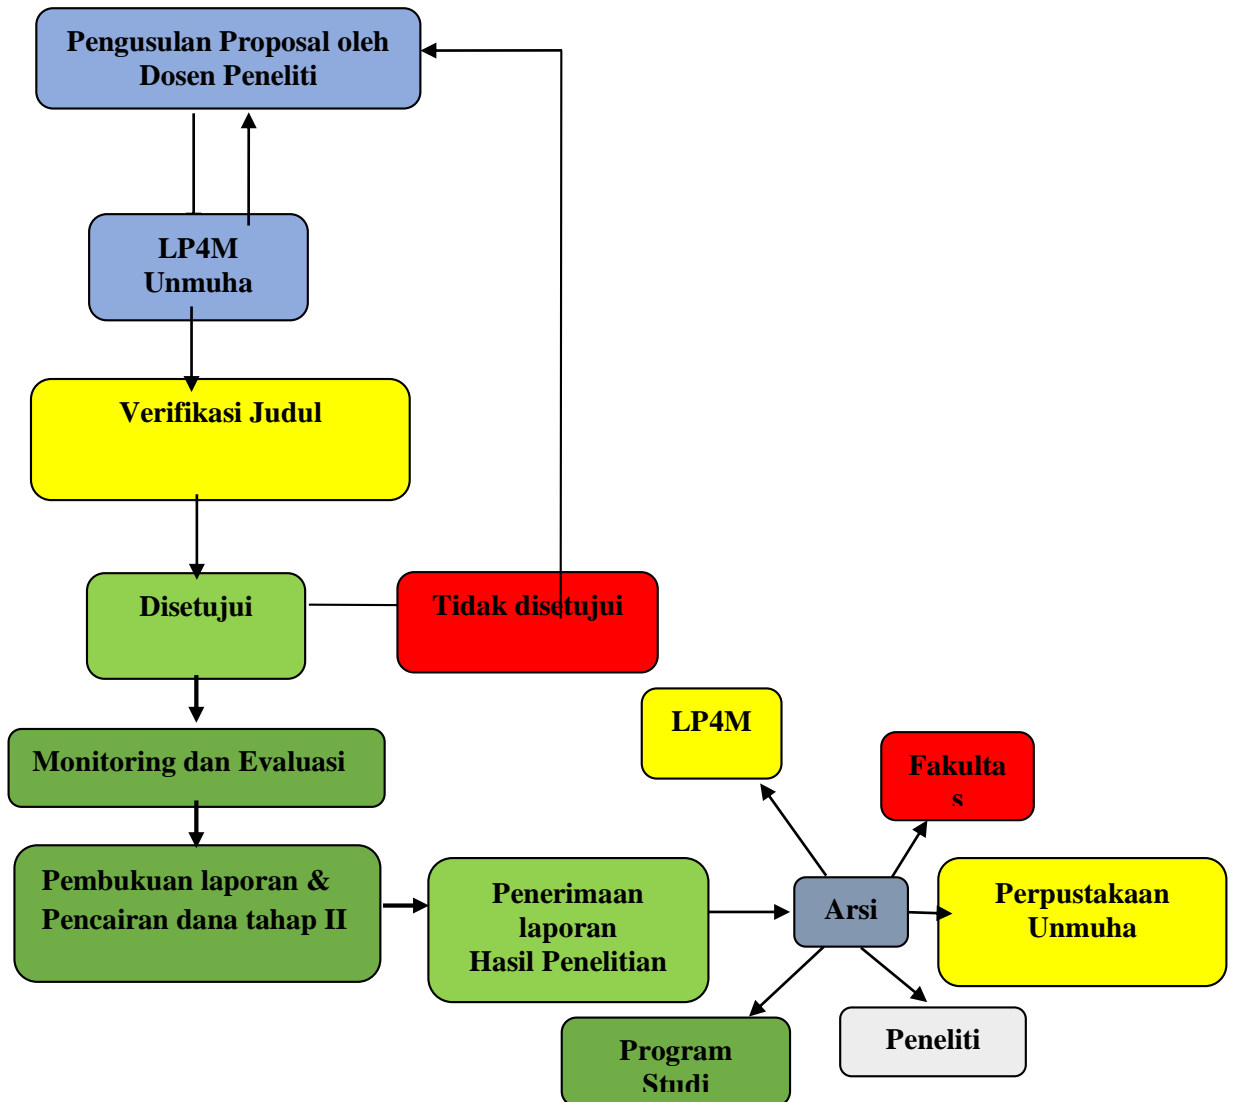 Pengusulan Proposal oleh
Dosen Peneliti
LP4M
Unmuha
Verifikasi Judul
Disetujui
Tidak disetujui
Monitoring dan Evaluasi
LP4M
Fakulta
s
Pembukuan laporan &
Pencairan dana tahap II
Penerimaan
laporan
Hasil Penelitian
Arsi
Perpustakaan
Unmuha
Program
Studi
Peneliti